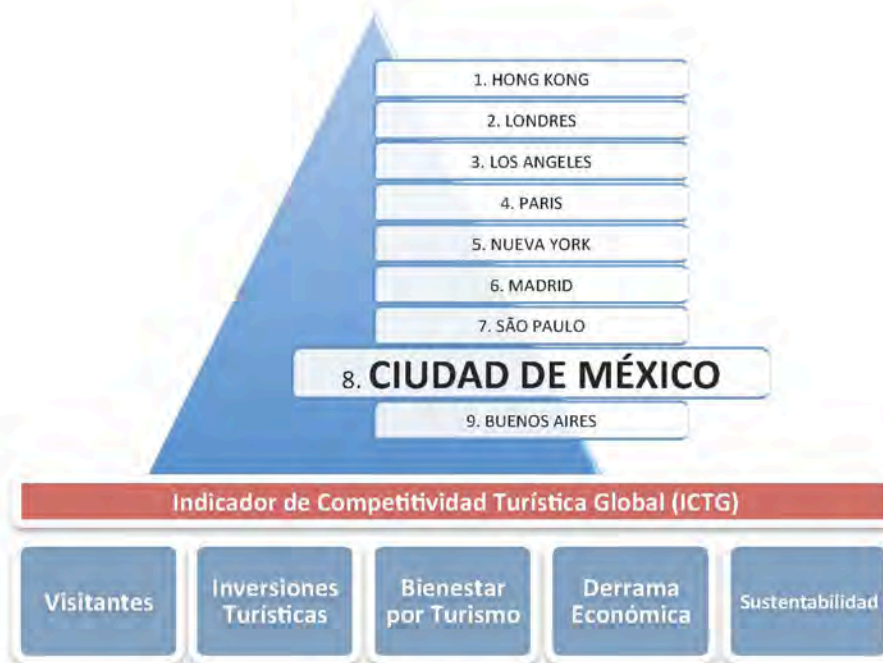 1. HONG KONG
2. LONDRES
3. LOS ANGELES
4. PARIS
5. NUEVA YORK
6. MADRID
7. SÃO PAULO
8. CIUDAD DE MÉXICO
9. BUENOS AIRES
Indicador de Competitividad Turística Global (ICTG)
Visitantes
Inversiones
Turísticas
Bienestar
por Turismo
Derrama
Económica
Sustentabilidad